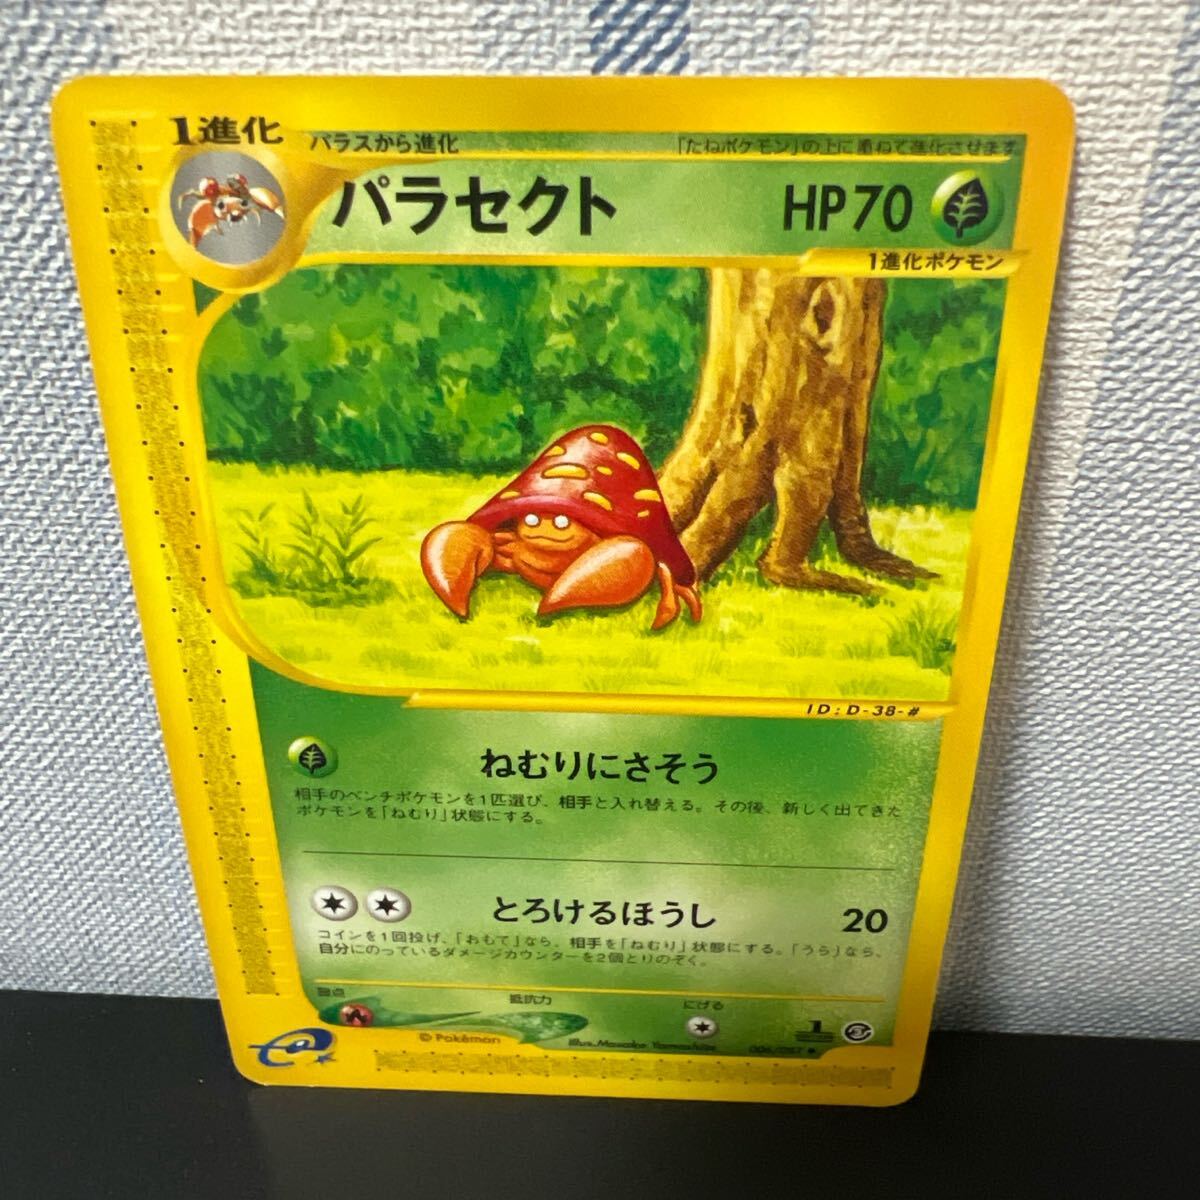 1進化
パラスから進化
「たねポケモン」の上に重ねて進化させます
パラセクト
HP70
1進化ポケモン
ID:D-38-#
ねむりにさそう
相手のベンチポケモンを1匹選び、相手と入れ替える。その後、新しく出てきた
ポケモンを「ねむり」状態にする。
とろけるほうし
20
コインを1回投げ、「おもて」なら、相手を「ねむり」状態にする。「うら」なら、
自分にのっているダメージカウンターを2個とりのぞく。
弱点
抵抗力
にげる
e
© Pokémon
illus. Masako Yamashita
1